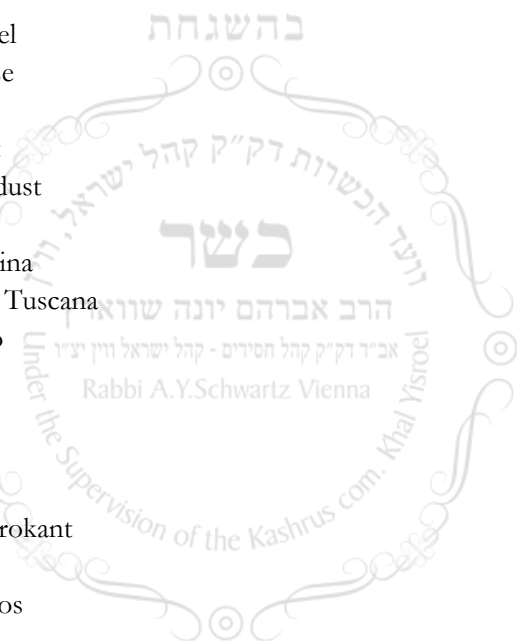 el
e
dust
ina
Tuscana
o
rokant
os
בהשגחת
ועד הכשרות דק״ק קהל ישראל, ווין
כשר
הרב אברהם יונה שווארץ
אב״ד דק״ק קהל חסידים - קהל ישראל ווין יצ״ו
Rabbi A.Y.Schwartz Vienna
Under the Supervision of the Kashrus com. Khal Yisroel